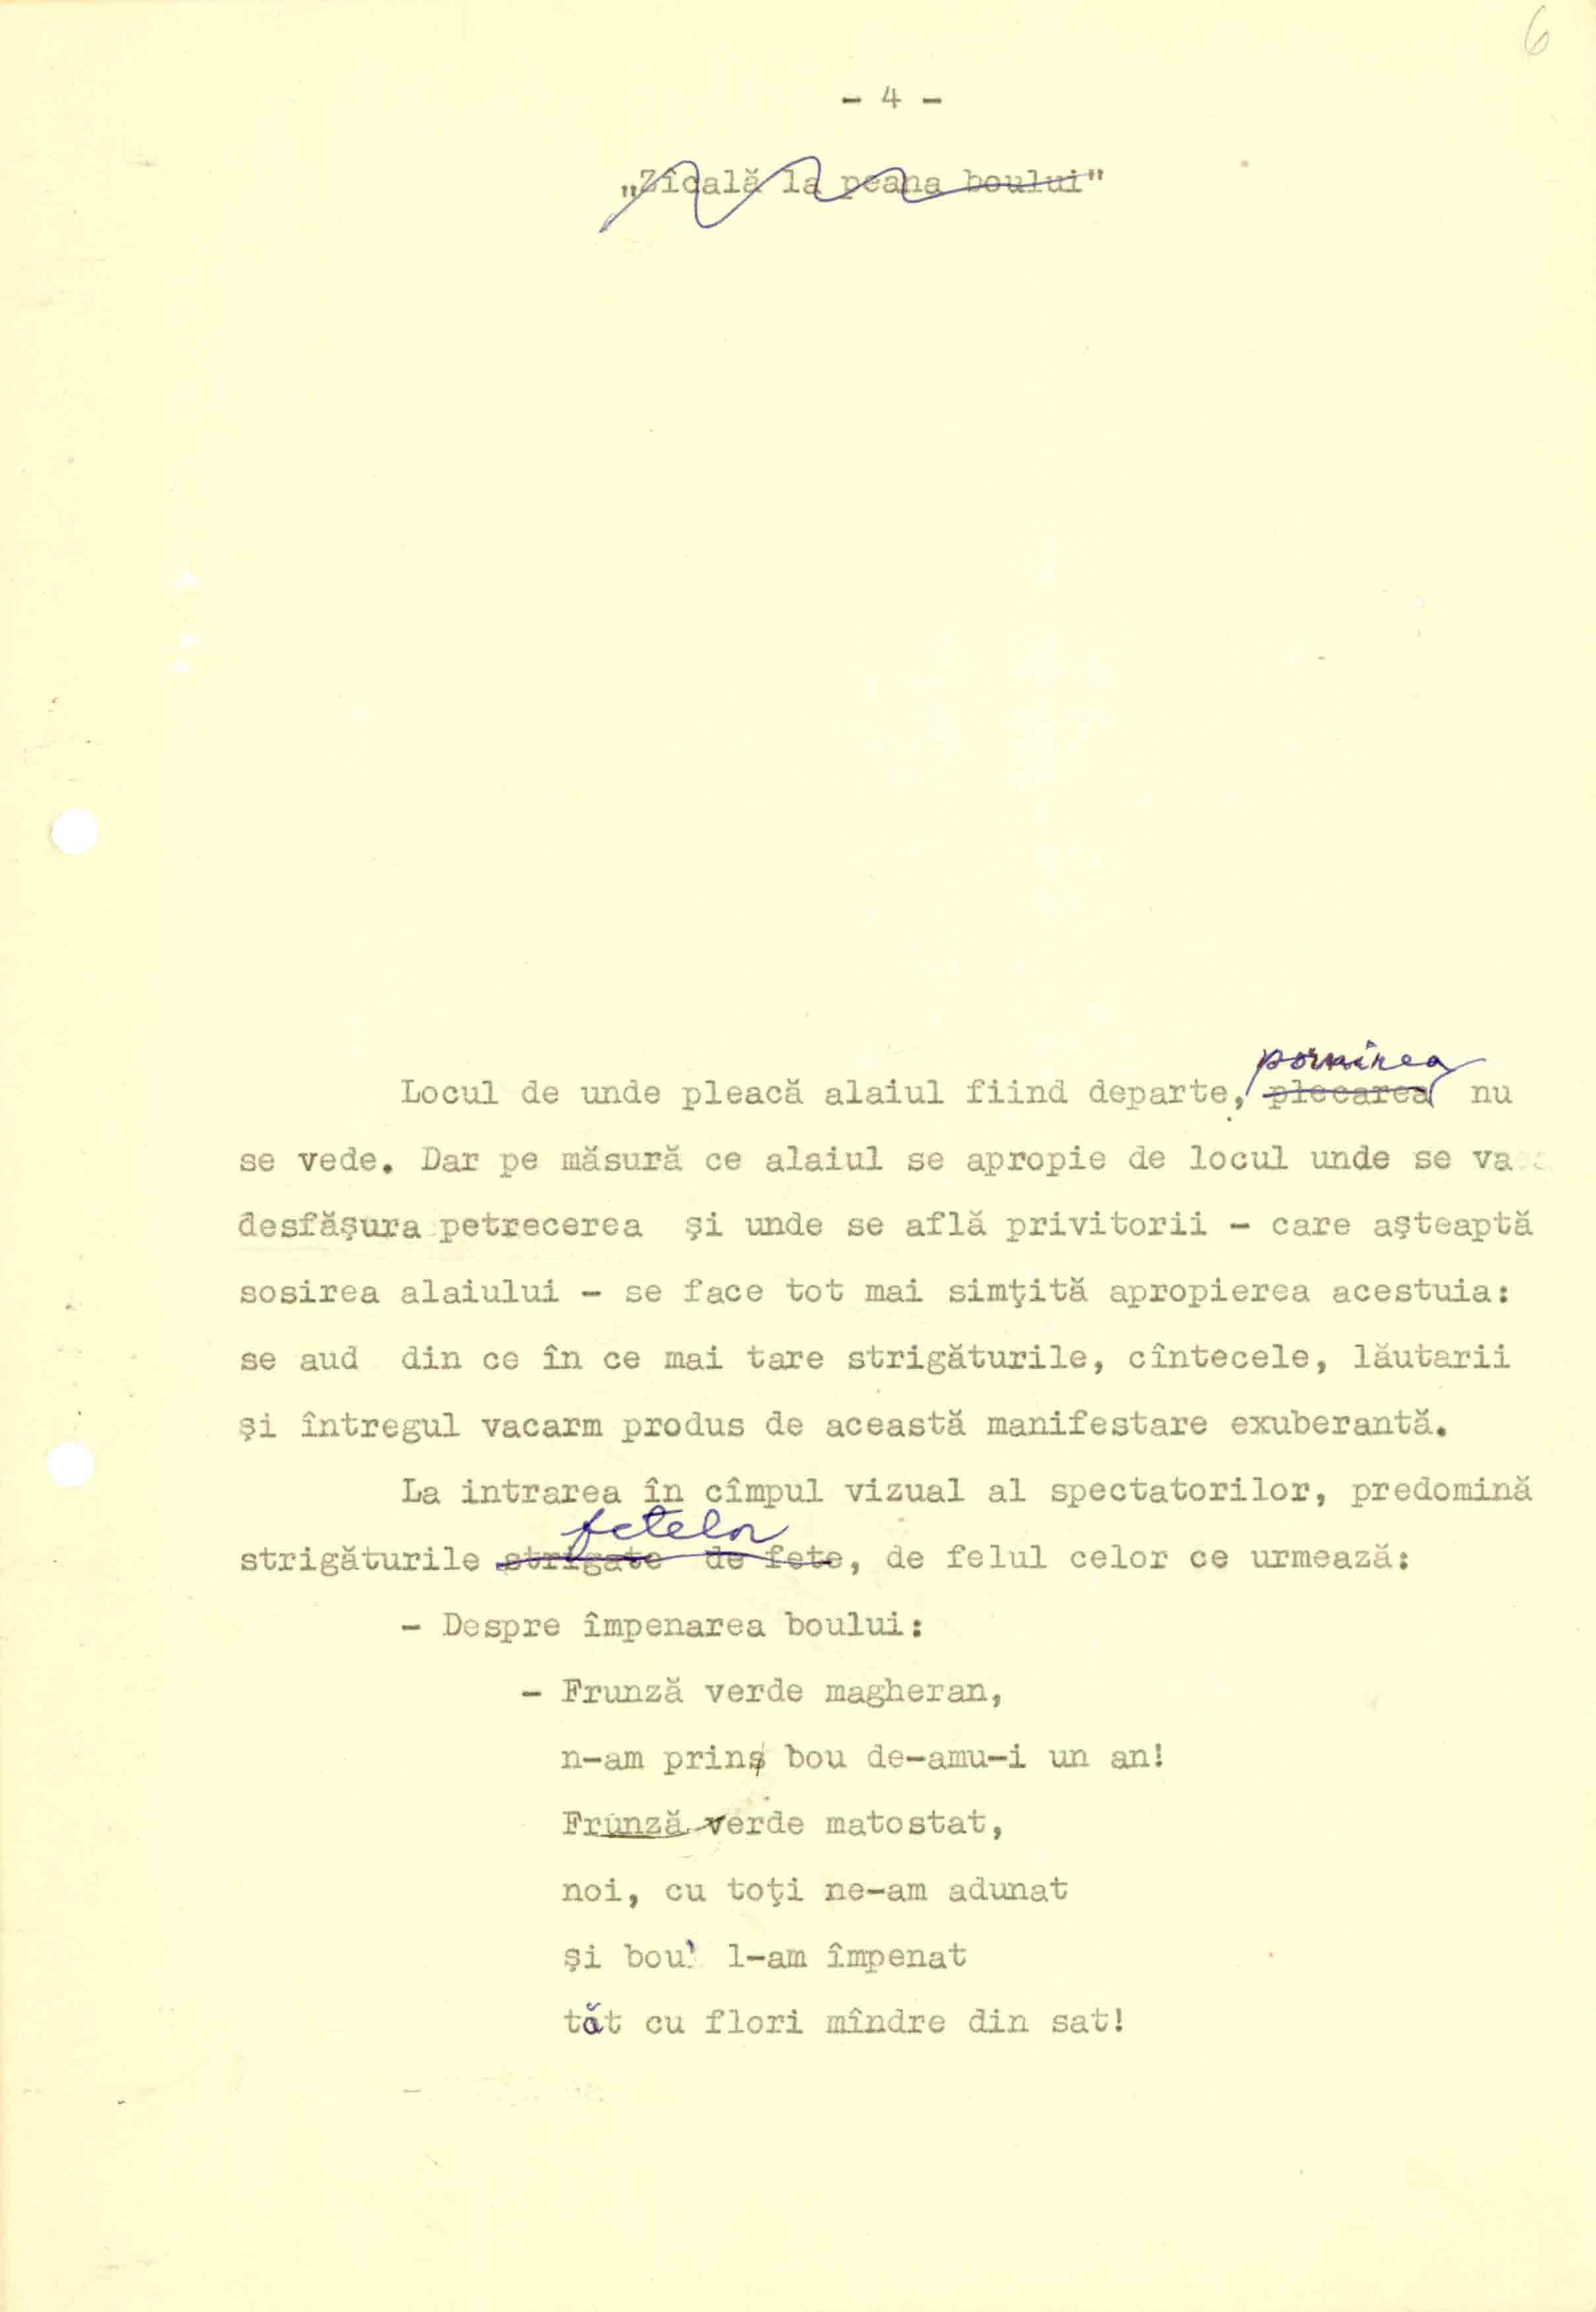 6
- 4 -
„Zîcală la peana boului"
pornirea
Locul de unde pleacă alaiul fiind departe, plecarea nu
se vede. Dar pe măsură ce alaiul se apropie de locul unde se va
desfăşura petrecerea şi unde se află privitorii - care aşteaptă
sosirea alaiului - se face tot mai simţită apropierea acestuia:
se aud din ce în ce mai tare strigăturile, cîntecele, lăutarii
şi întregul vacarm produs de această manifestare exuberantă.
La intrarea în cîmpul vizual al spectatorilor, predomină
fetelor
strigăturile strigate de fete, de felul celor ce urmează:
- Despre împenarea boului:
- Frunză verde magheran,
n-am prins bou de-amu-i un an!
Frunză verde matostat,
noi, cu toţi ne-am adunat
şi bou' l-am împenat
tăt cu flori mîndre din sat!